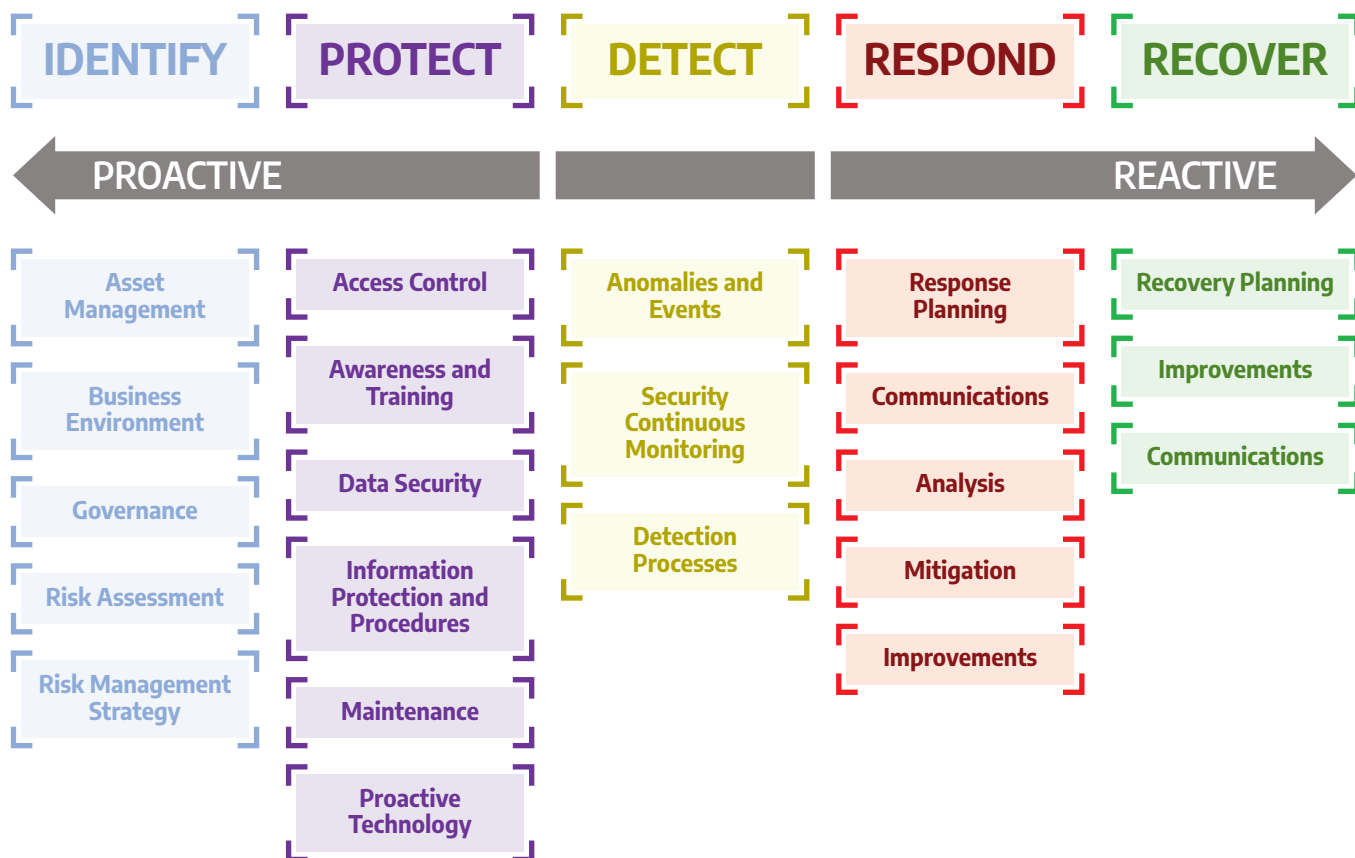 IDENTIFY
PROTECT
DETECT
RESPOND
RECOVER
PROACTIVE
REACTIVE
Asset
Management
Business
Environment
Governance
Risk Assessment
Risk Management
Strategy
Access Control
Awareness and
Training
Data Security
Information
Protection and
Procedures
Maintenance
Proactive
Technology
Anomalies and
Events
Security
Continuous
Monitoring
Detection
Processes
Response
Planning
Communications
Analysis
Mitigation
Improvements
Recovery Planning
Improvements
Communications